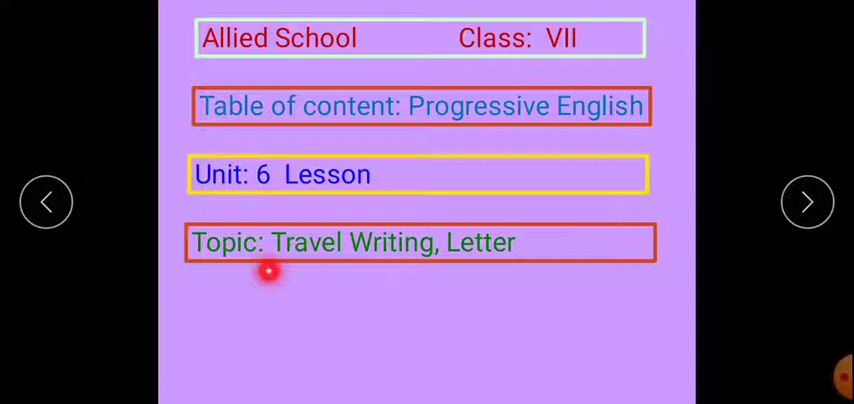 Allied School Class: VII
Table of content: Progressive English
Unit: 6 Lesson
Topic: Travel Writing, Letter